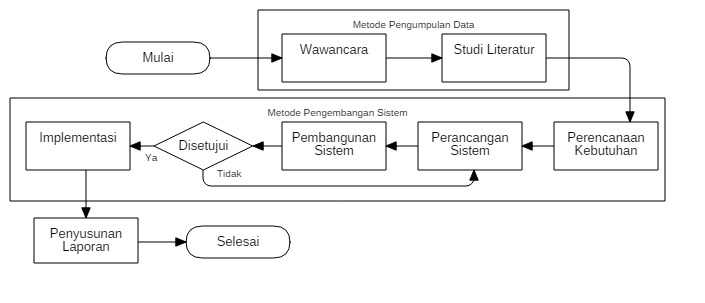 Metode Pengumpulan Data
Mulai
Wawancara
Studi Literatur
Metode Pengembangan Sistem
Perencanaan
Kebutuhan
Perancangan
Sistem
Pembangunan
Sistem
Disetujui
Ya
Tidak
Implementasi
Penyusunan
Laporan
Selesai